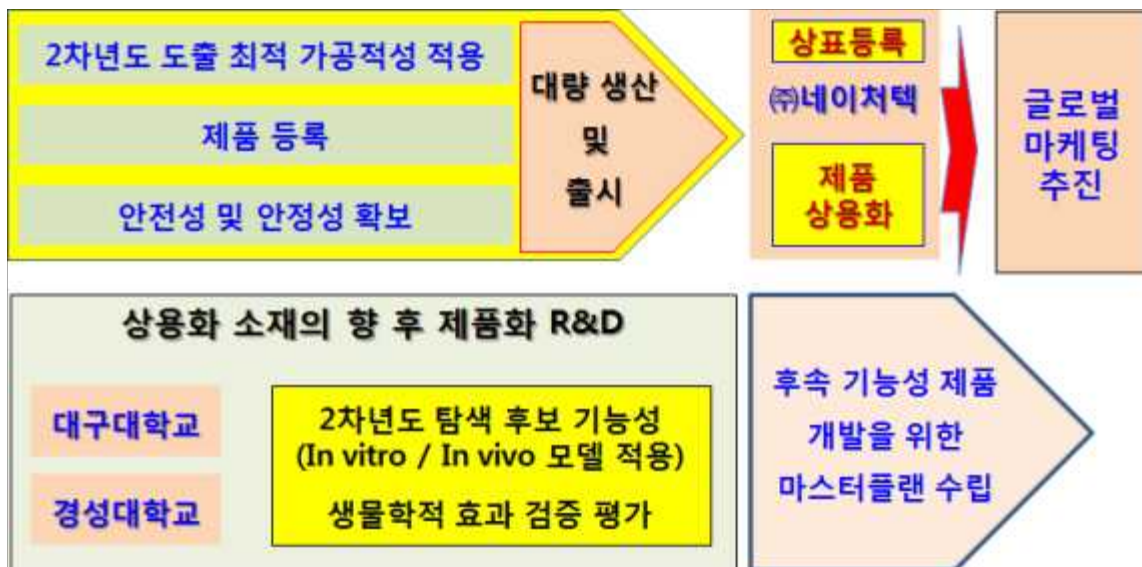 2차년도 도출 최적 가공적성 적용
제품 등록
안전성 및 안정성 확보
대량 생산
및
출시
상표등록
㈜네이처텍
제품
상용화
글로벌
마케팅
추진
상용화 소재의 향 후 제품화 R&D
대구대학교
경성대학교
2차년도 탐색 후보 기능성
(In vitro / In vivo 모델 적용)
생물학적 효과 검증 평가
후속 기능성 제품
개발을 위한
마스터플랜 수립